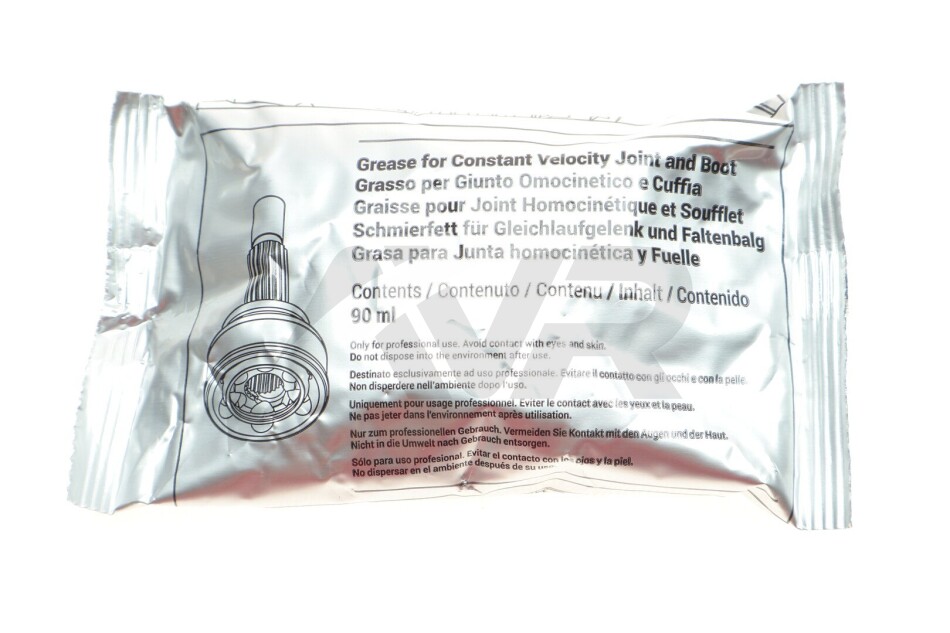 Grease for Constant Velocity Joint and Boot
Grasso per Giunto Omocinetico e Cuffia
Graisse pour Joint Homocinétique et Soufflet
Schmierfett für Gleichlaufgelenk und Faltenbalg
Grasa para Junta homocinética y Fuelle
Contents / Contenuto / Contenu / Inhalt / Contenido
90 ml
Only for professional use. Avoid contact with eyes and skin.
Do not dispose into the environment after use.
Destinato esclusivamente ad uso professionale. Evitare il contatto con gli occhi e con la pelle.
Non disperdere nell'ambiente dopo l'uso.
Uniquement pour usage professionnel. Éviter le contact avec les yeux et la peau.
Ne pas jeter dans l'environnement après utilisation.
Nur zum professionellen Gebrauch. Vermeiden Sie Kontakt mit den Augen und der Haut.
Nicht in die Umwelt nach Gebrauch entsorgen.
Sólo para uso profesional. Evitar el contacto con los ojos y la piel.
No dispersar en el ambiente después de su